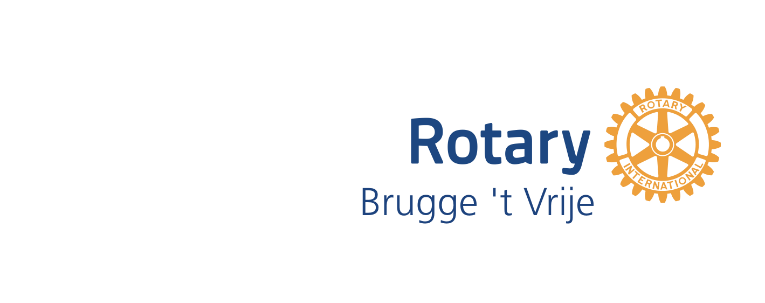 Rotary
Brugge 't Vrije
ROTARY
INTERNATIONAL